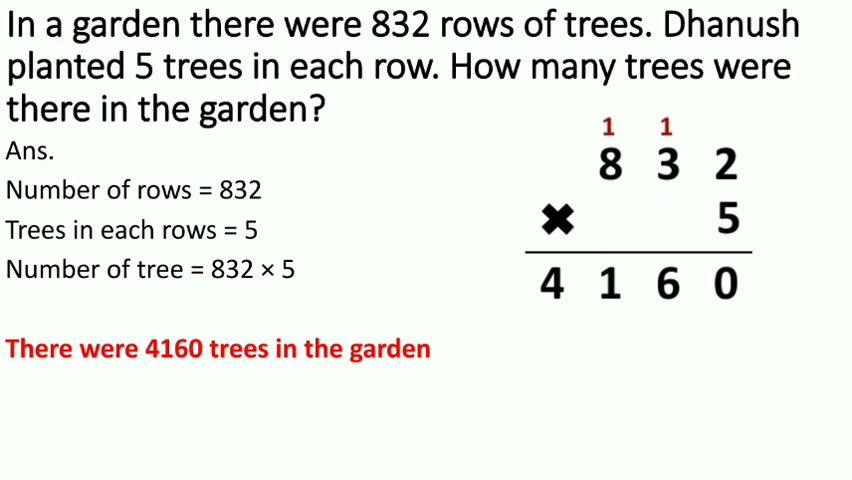 In a garden there were 832 rows of trees. Dhanush
planted 5 trees in each row. How many trees were
there in the garden?
Ans.
Number of rows = 832
Trees in each rows = 5
Number of tree = 832 × 5
There were 4160 trees in the garden
1 1
8 3 2
✖ 5
4 1 6 0